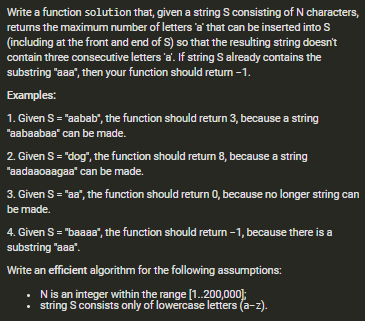 Write a function solution that, given a string S consisting of N characters,
returns the maximum number of letters 'a' that can be inserted into S
(including at the front and end of S) so that the resulting string doesn't
contain three consecutive letters 'a'. If string S already contains the
substring "aaa", then your function should return −1.
Examples:
1. Given S = "aabab", the function should return 3, because a string
"aabaabaa" can be made.
2. Given S = "dog", the function should return 8, because a string
"aadaaoaagaa" can be made.
3. Given S = "aa", the function should return 0, because no longer string can
be made.
4. Given S = "baaaa", the function should return −1, because there is a
substring "aaa".
Write an efficient algorithm for the following assumptions:
• N is an integer within the range [1..200,000];
• string S consists only of lowercase letters (a−z).